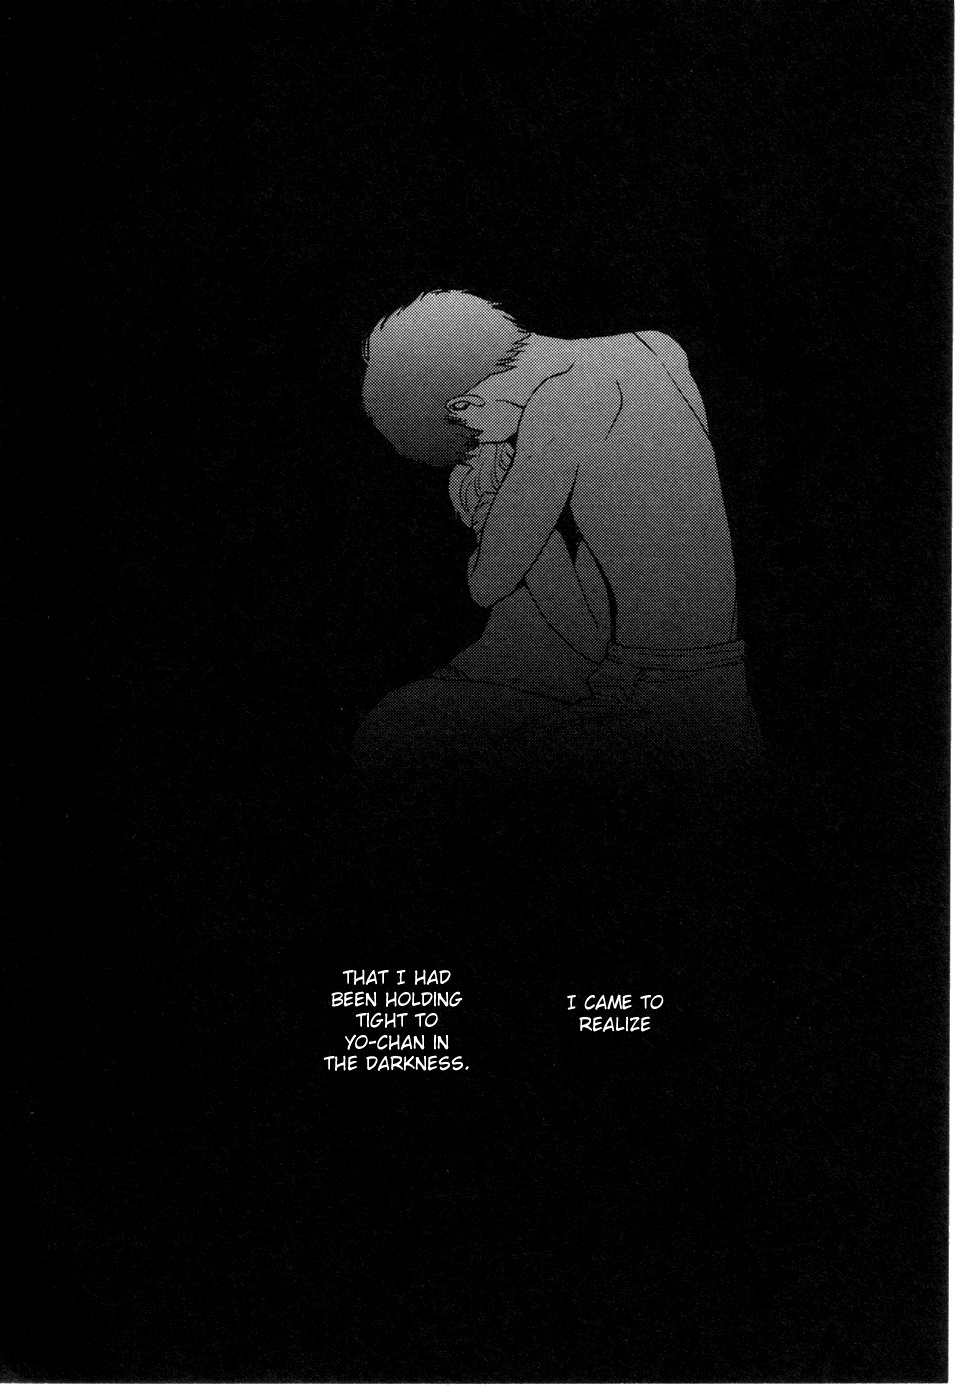 I CAME TO
REALIZE
THAT I HAD
BEEN HOLDING
TIGHT TO
YO-CHAN IN
THE DARKNESS.